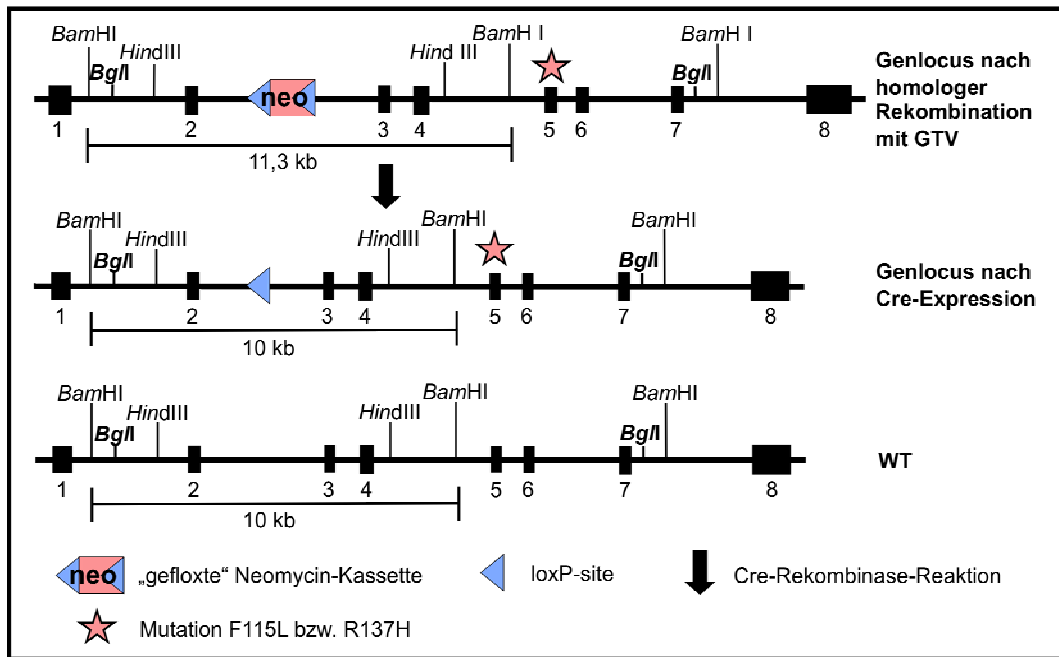 BamHI HindIII BglI Hind III BamH I BglI BamH I
neo
1 2 3 4 5 6 7 8
11,3 kb
Genlocus nach
homologer
Rekombination
mit GTV
BamHI BglI HindIII HindIII BamHI BglI BamHI
1 2 3 4 5 6 7 8
10 kb
Genlocus nach
Cre-Expression
BamHI BglI HindIII HindIII BamHI BglI BamHI
1 2 3 4 5 6 7 8
10 kb
WT
neo „gefloxte“ Neomycin-Kassette
loxP-site
Cre-Rekombinase-Reaktion
Mutation F115L bzw. R137H